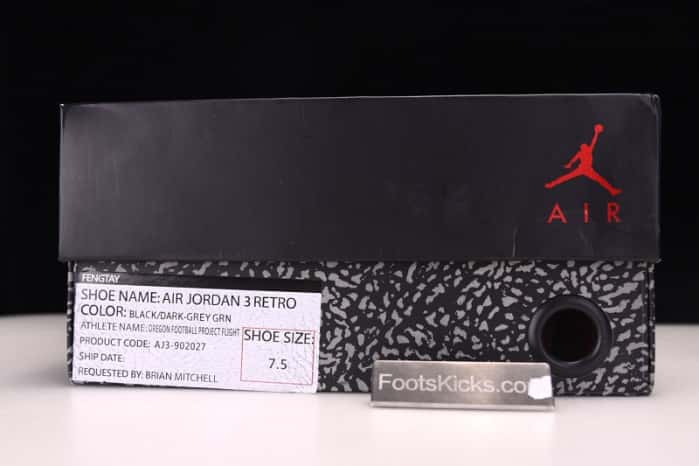 AIR
FENGTAY
SHOE NAME: AIR JORDAN 3 RETRO
COLOR: BLACK/DARK-GREY GRN
ATHLETE NAME: OREGON FOOTBALL PROJECT FLIGHT
PRODUCT CODE: AJ3-902027
SHIP DATE:
REQUESTED BY: BRIAN MITCHELL
SHOE SIZE:
7.5
FootsKicks.co